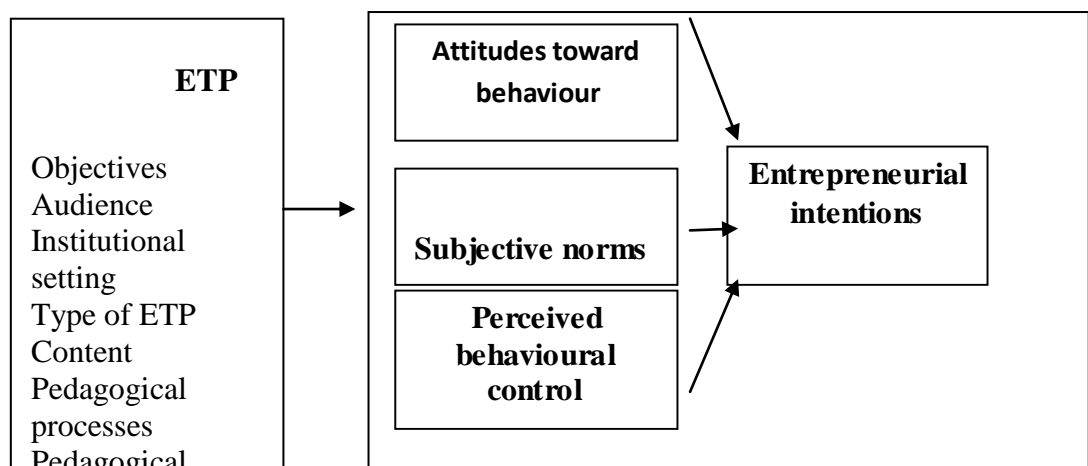 ETP
Objectives
Audience
Institutional
setting
Type of ETP
Content
Pedagogical
processes
Pedagogical
Attitudes toward
behaviour
Subjective norms
Perceived
behavioural
control
Entrepreneurial
intentions